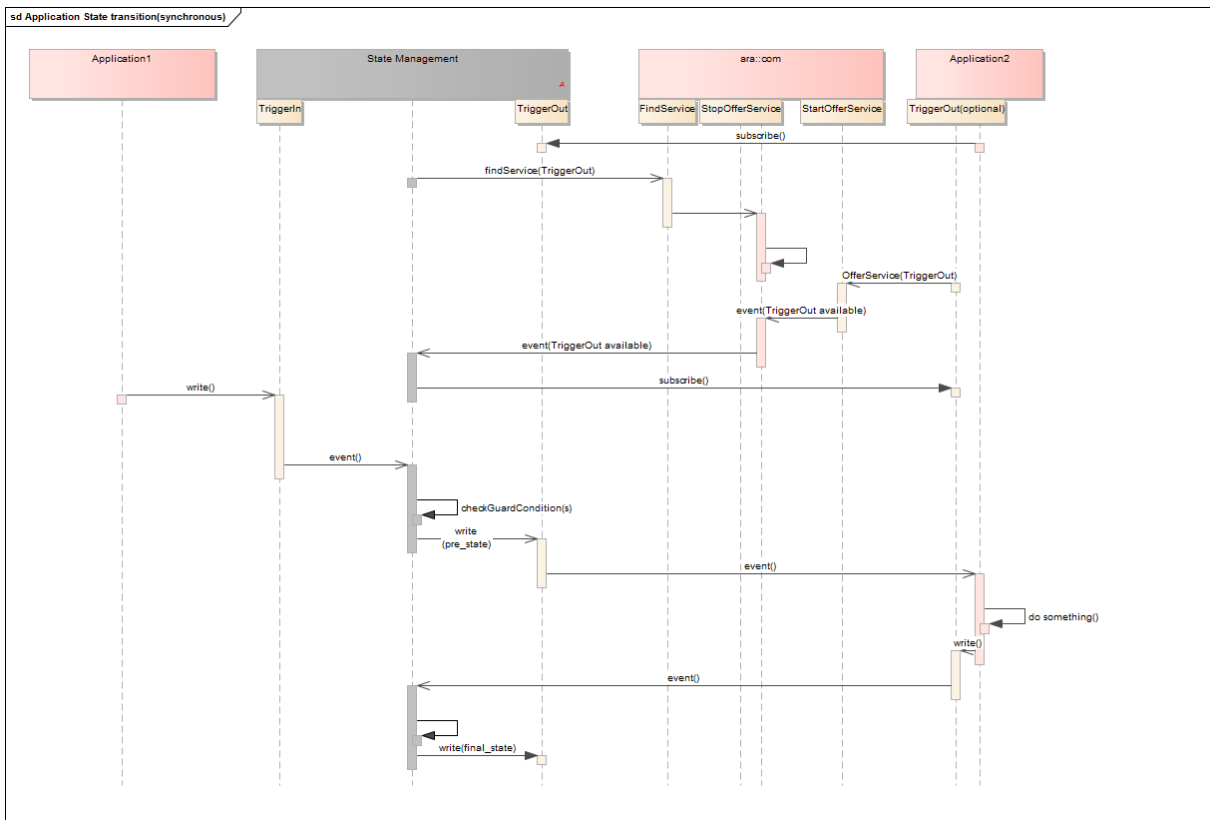 sd Application State transition(synchronous)
Application1
State Management
ara::com
Application2
TriggerIn
TriggerOut
FindService
StopOfferService
StartOfferService
TriggerOut(optional)
subscribe()
findService(TriggerOut)
OfferService(TriggerOut)
event(TriggerOut available)
event(TriggerOut available)
subscribe()
write()
event()
checkGuardCondition(s)
write
(pre_state)
event()
do something()
write()
event()
write(final_state)